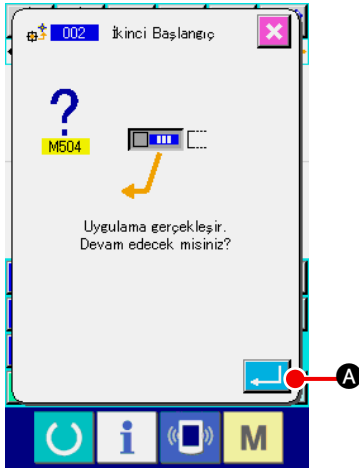 002 İkinci Başlangıç
?
M504
Uygulama gerçekleşir.
Devam edecek misiniz?
A
i
M